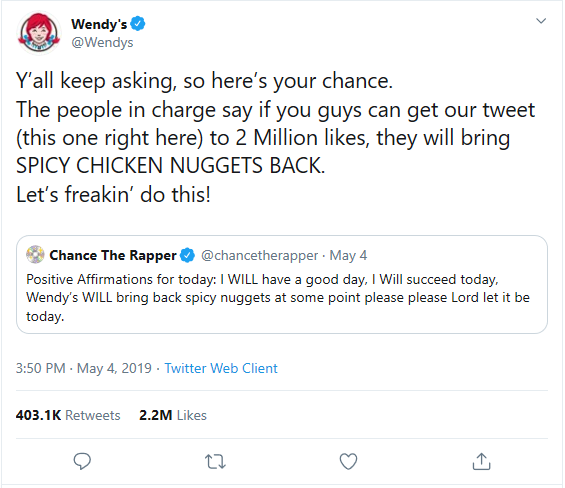 Wendy's
@Wendys
Y'all keep asking, so here's your chance.
The people in charge say if you guys can get our tweet
(this one right here) to 2 Million likes, they will bring
SPICY CHICKEN NUGGETS BACK.
Let's freakin' do this!
Chance The Rapper @chancetherapper · May 4
Positive Affirmations for today: I WILL have a good day, I Will succeed today,
Wendy's WILL bring back spicy nuggets at some point please please Lord let it be
today.
3:50 PM · May 4, 2019 · Twitter Web Client
403.1K Retweets 2.2M Likes